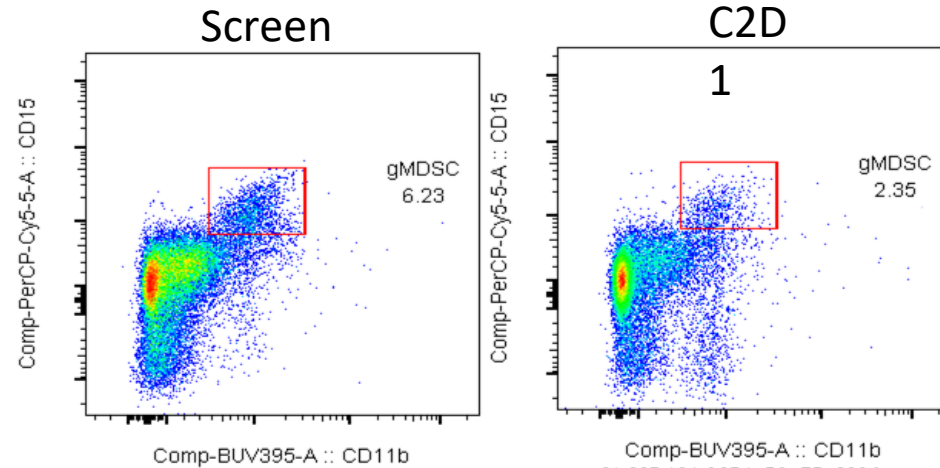 Screen
Comp-PerCP-Cy5-5-A :: CD15
gMDSC
6.23
Comp-BUV395-A :: CD11b
C2D
1
Comp-PerCP-Cy5-5-A :: CD15
gMDSC
2.35
Comp-BUV395-A :: CD11b